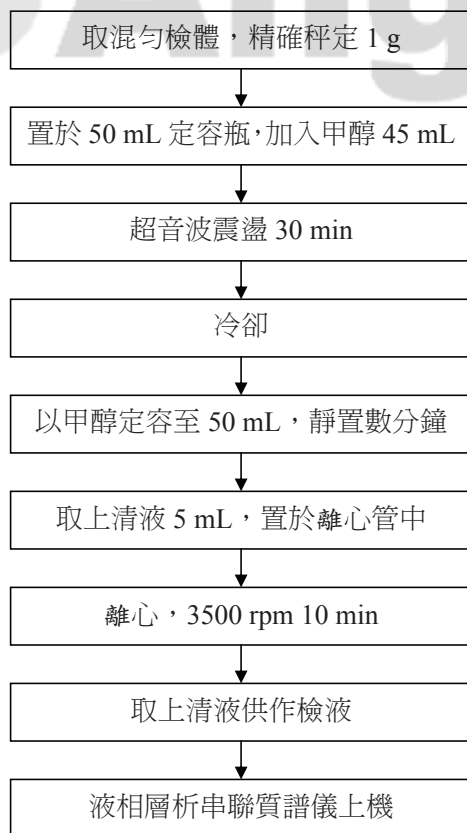 取混勻檢體，精確秤定 1 g
置於 50 mL 定容瓶，加入甲醇 45 mL
超音波震盪 30 min
冷卻
以甲醇定容至 50 mL，靜置數分鐘
取上清液 5 mL，置於離心管中
離心，3500 rpm 10 min
取上清液供作檢液
液相層析串聯質譜儀上機